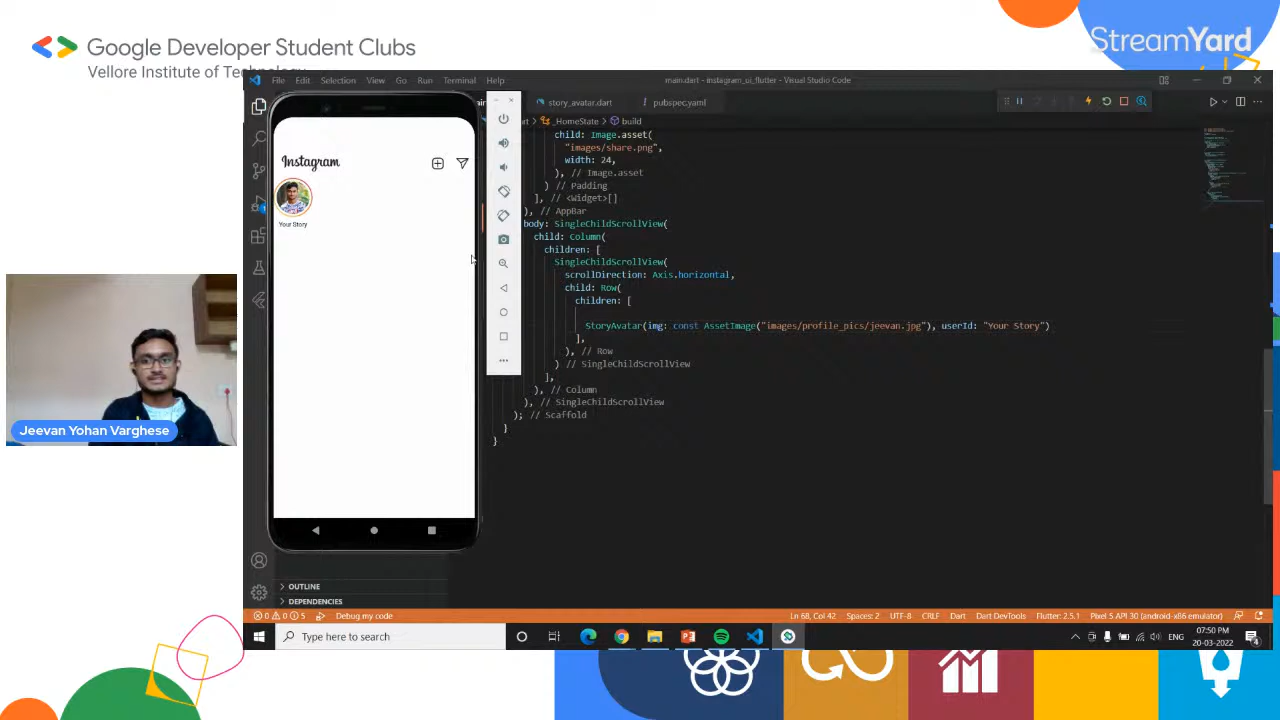 Google Developer Student Clubs
Vellore Institute of Technology
StreamYard
File Edit Selection View Go Run Terminal Help
main.dart - instagram_ui_flutter - Visual Studio Code
story_avatar.dart
pubspec.yaml
_HomeState
build
child: Image.asset(
"images/share.png",
width: 24,
), // Image.asset
) // Padding
], // <Widget>[]
), // AppBar
body: SingleChildScrollView(
child: Column(
children: [
SingleChildScrollView(
scrollDirection: Axis.horizontal,
child: Row(
children: [
StoryAvatar(img: const AssetImage("images/profile_pics/jeevan.jpg"), userId: "Your Story")
],
), // Row
) // SingleChildScrollView
],
), // Column
), // SingleChildScrollView
); // Scaffold
}
}
Instagram
Your Story
Jeevan Yohan Varghese
OUTLINE
DEPENDENCIES
0 0 5 Debug my code
Ln 68, Col 42 Spaces: 2 UTF-8 CRLF Dart Dart DevTools Flutter: 2.5.1 Pixel 5 API 30 (android-x86 emulator)
Type here to search
ENG
07:50 PM
20-03-2022